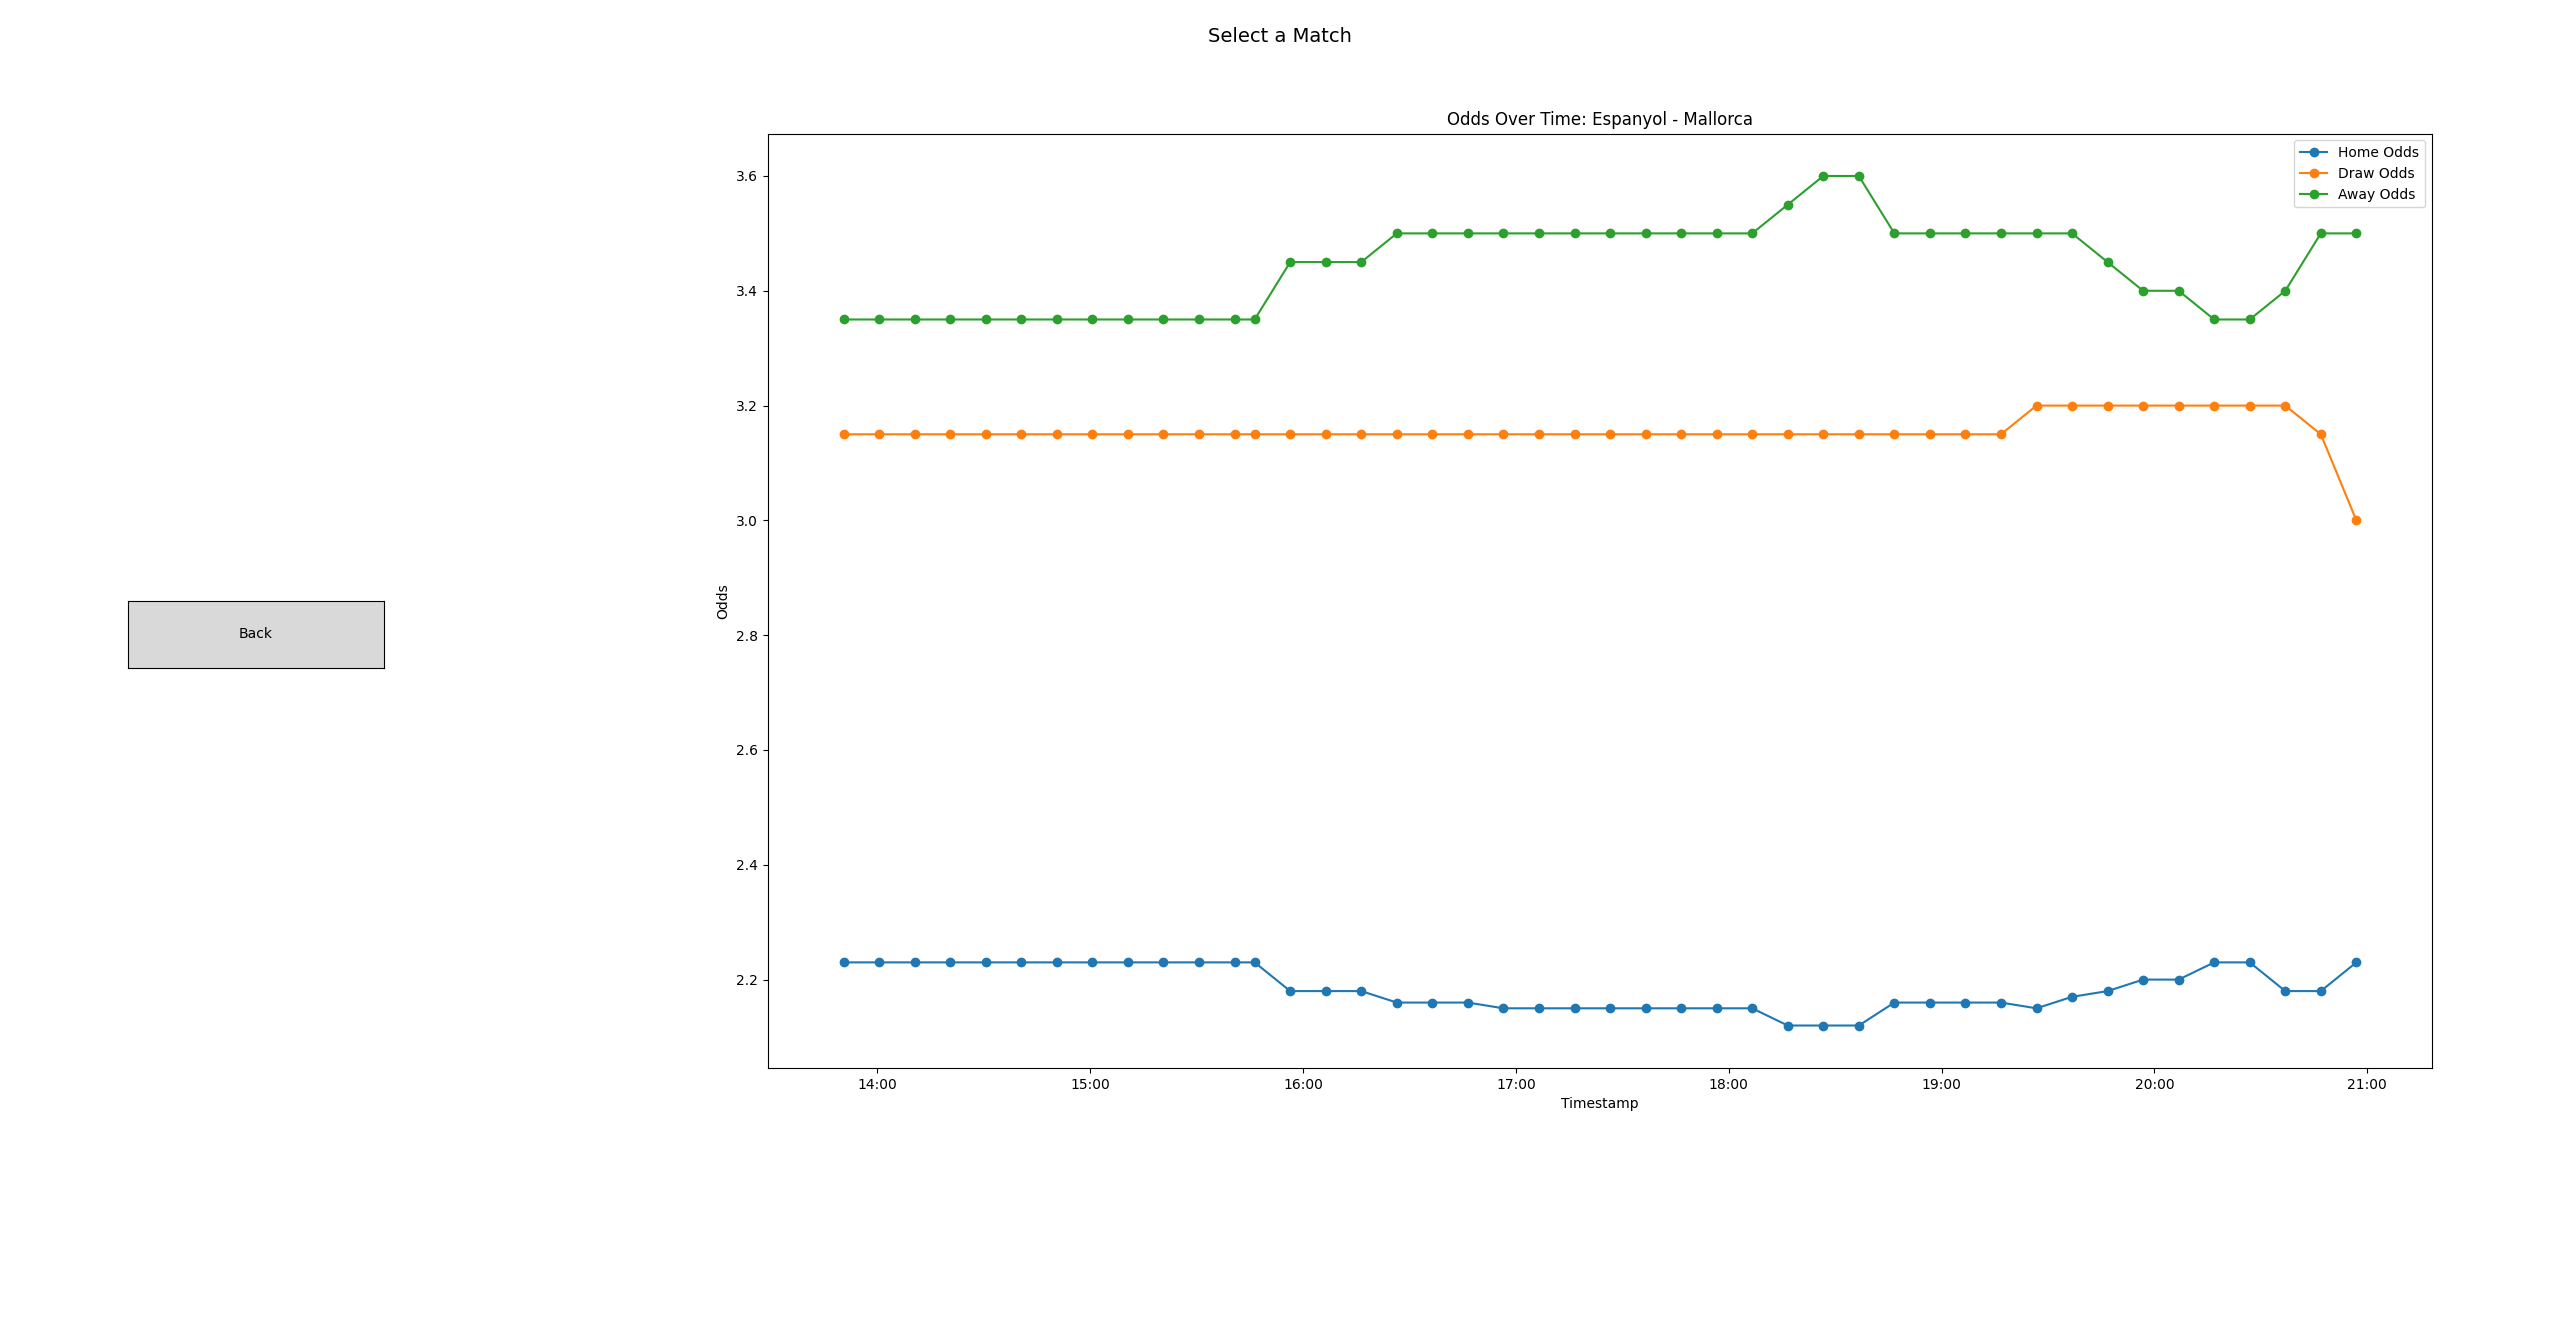 Select a Match
Odds Over Time: Espanyol - Mallorca
Home Odds
Draw Odds
Away Odds
3.6
3.4
3.2
3.0
2.8
2.6
2.4
2.2
Odds
Back
14:00 15:00 16:00 17:00 18:00 19:00 20:00 21:00
Timestamp